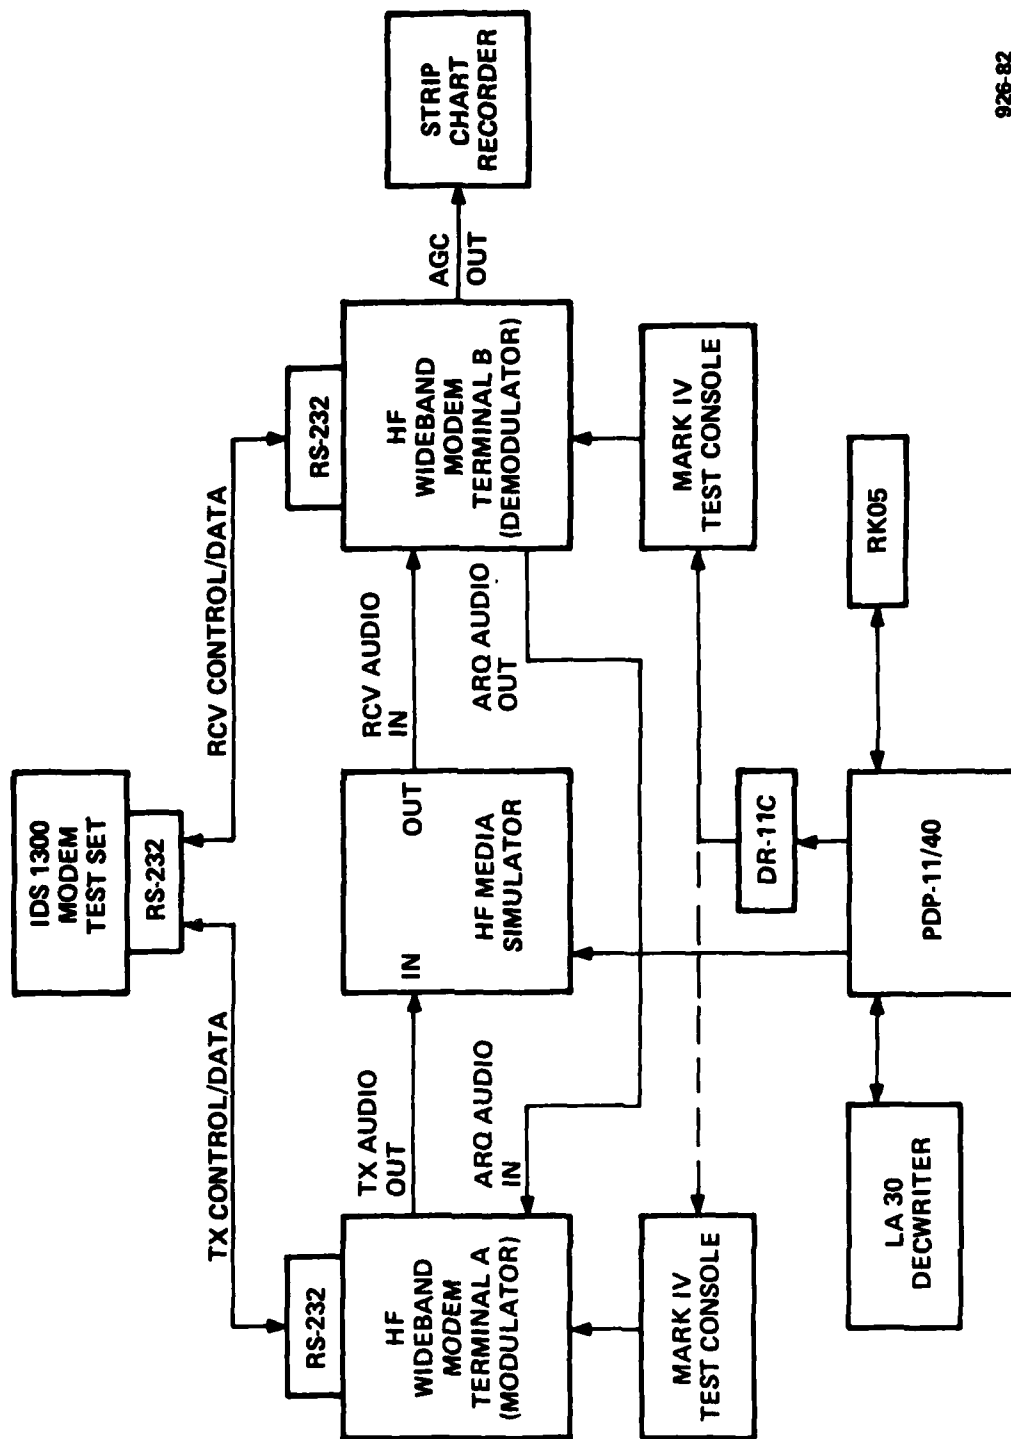 IDS 1300
MODEM
TEST SET
RS-232
TX CONTROL/DATA
RCV CONTROL/DATA
RS-232
HF
WIDEBAND
MODEM
TERMINAL A
(MODULATOR)
TX AUDIO
OUT
ARQ AUDIO
IN
IN
OUT
HF MEDIA
SIMULATOR
RCV AUDIO
IN
ARQ AUDIO
OUT
RS-232
HF
WIDEBAND
MODEM
TERMINAL B
(DEMODULATOR)
AGC
OUT
STRIP
CHART
RECORDER
MARK IV
TEST CONSOLE
MARK IV
TEST CONSOLE
DR-11C
LA 30
DECWRITER
PDP-11/40
RK05
926-82